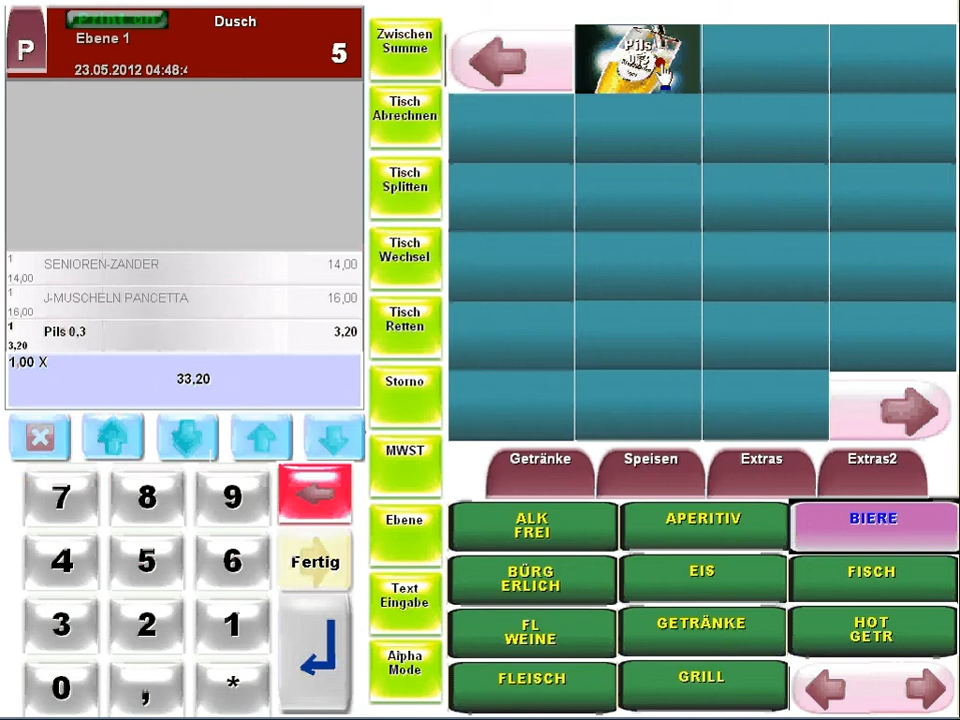 P
Print on
Dusch
Ebene 1
5
23.05.2012 04:48:4
1
SENIOREN-ZANDER
14,00
14,00
1
J-MUSCHELN PANCETTA
16,00
16,00
1
Pils 0,3
3,20
3,20
1,00 X
33,20
Zwischen
Summe
Tisch
Abrechnen
Tisch
Splitten
Tisch
Wechsel
Tisch
Retten
Storno
MWST
Ebene
Text
Eingabe
Alpha
Mode
7
8
9
4
5
6
Fertig
3
2
1
0
,
*
Pils
0,3
Getränke
Speisen
Extras
Extras2
ALK
FREI
APERITIV
BIERE
BÜRG
ERLICH
EIS
FISCH
FL
WEINE
GETRÄNKE
HOT
GETR
FLEISCH
GRILL